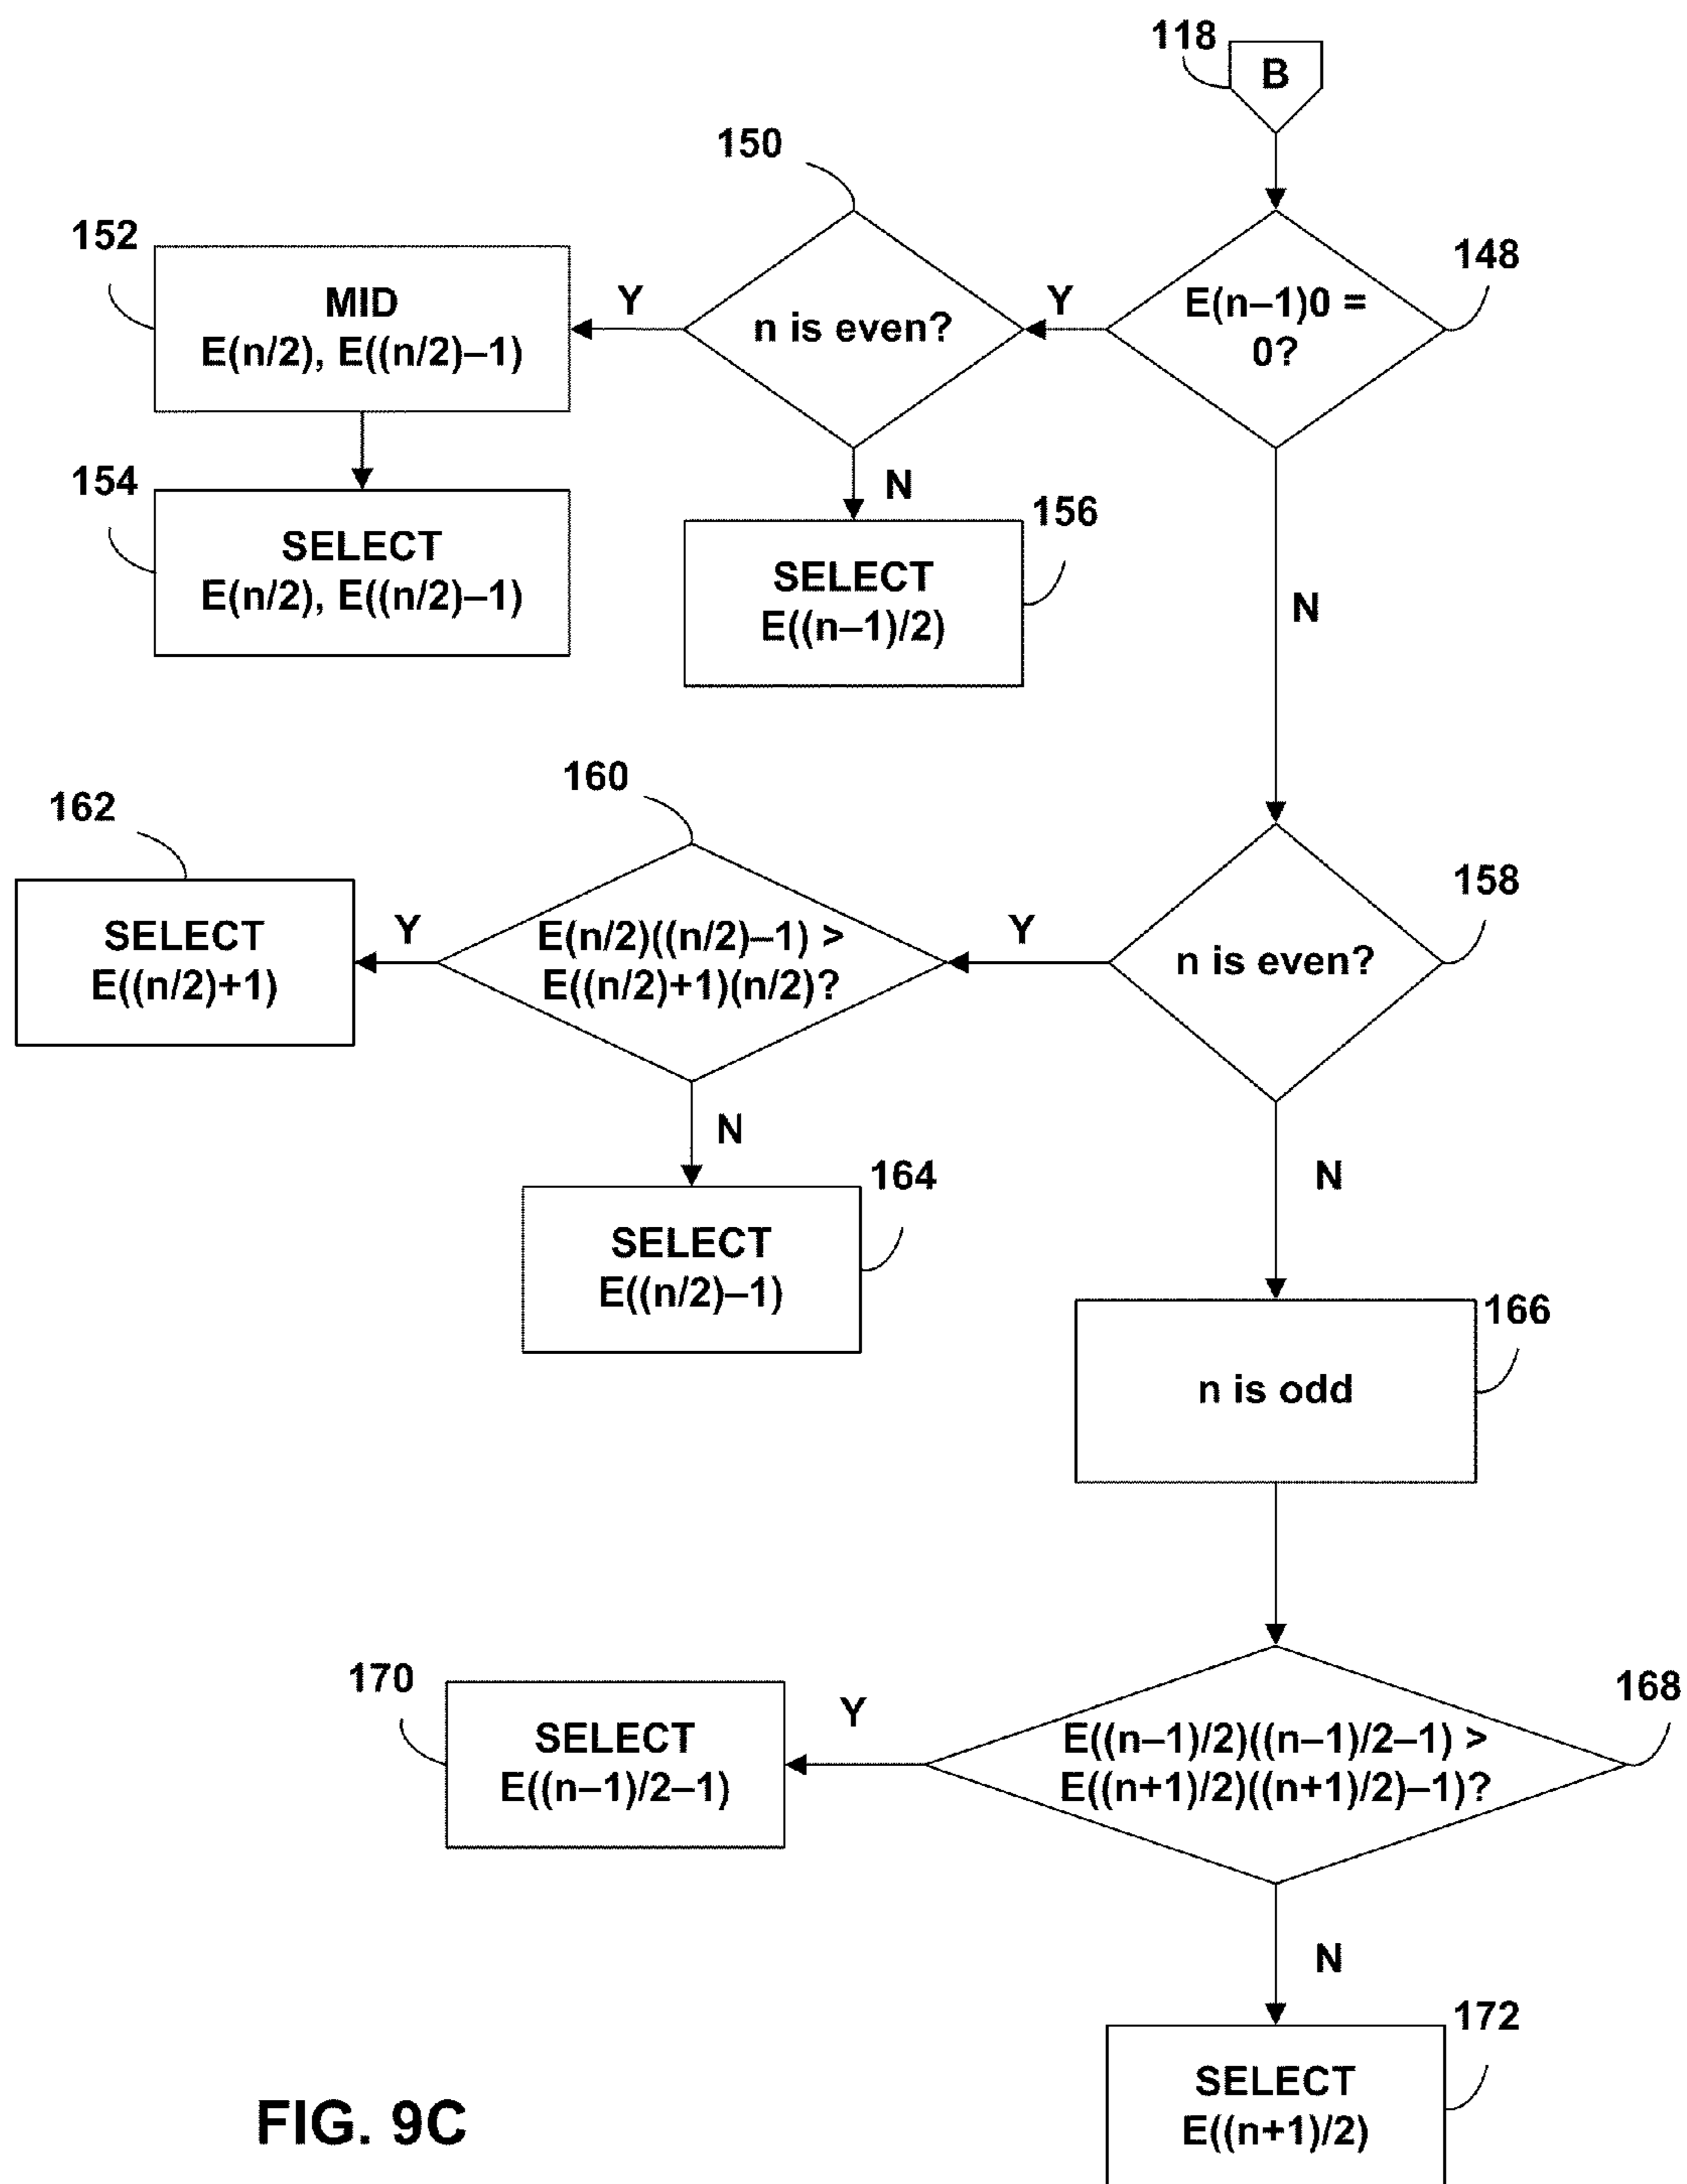 118
B
150
152
148
MID
E(n/2), E((n/2)–1)
Y
n is even?
Y
E(n–1)0 =
0?
154
SELECT
E(n/2), E((n/2)–1)
N
156
SELECT
E((n–1)/2)
N
160
162
158
SELECT
E((n/2)+1)
Y
E(n/2)((n/2)–1) >
E((n/2)+1)(n/2)?
Y
n is even?
N
164
SELECT
E((n/2)–1)
N
166
n is odd
170
168
SELECT
E((n–1)/2–1)
Y
E((n–1)/2)((n–1)/2–1) >
E((n+1)/2)((n+1)/2)–1)?
N
172
SELECT
E((n+1)/2)
FIG. 9C